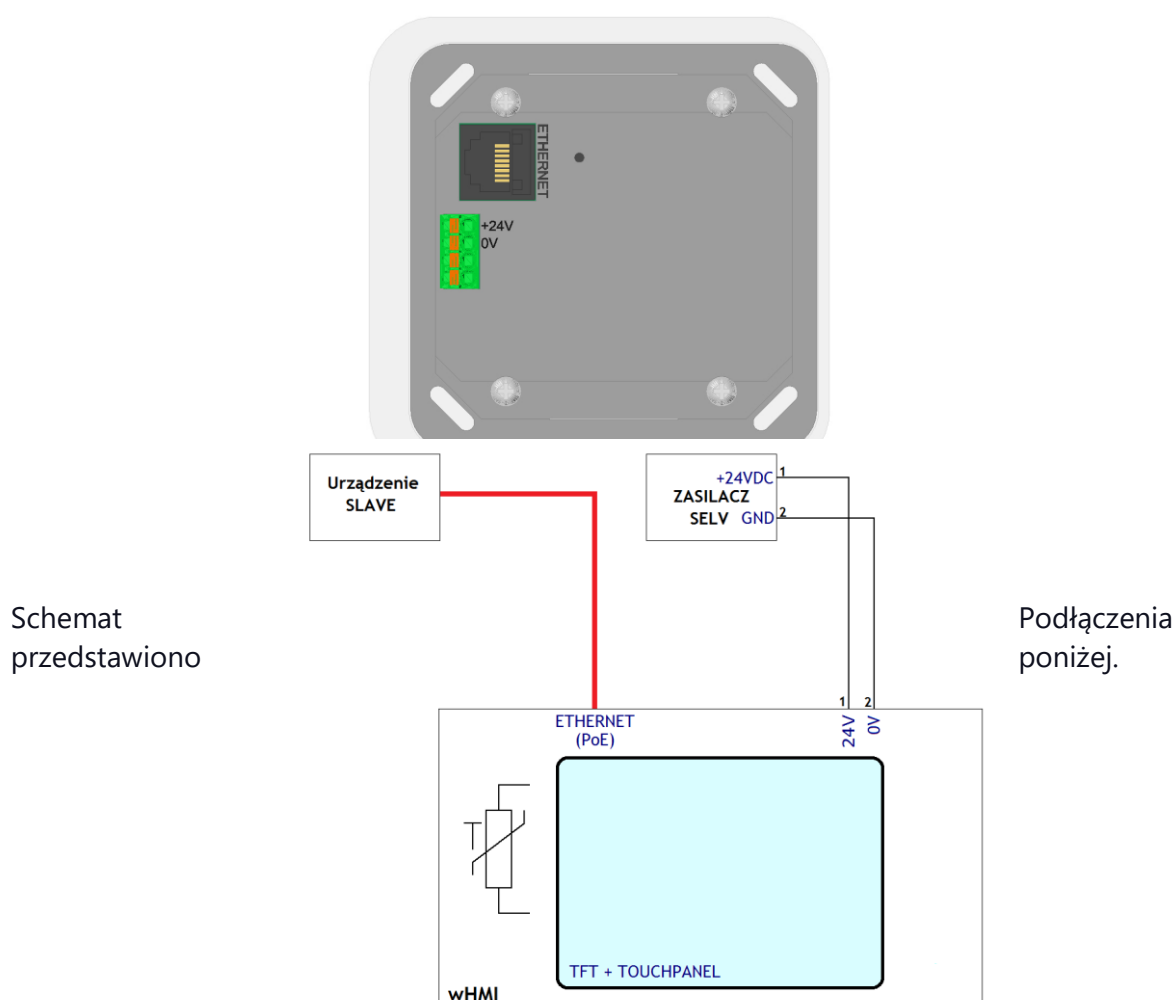 ETHERNET
+24V
0V
Urządzenie
SLAVE
+24VDC 1
ZASILACZ
SELV GND 2
Schemat Podłączenia
przedstawiono poniżej.
1 2
ETHERNET
(PoE)
24V
0V
TFT + TOUCHPANEL
wHMI